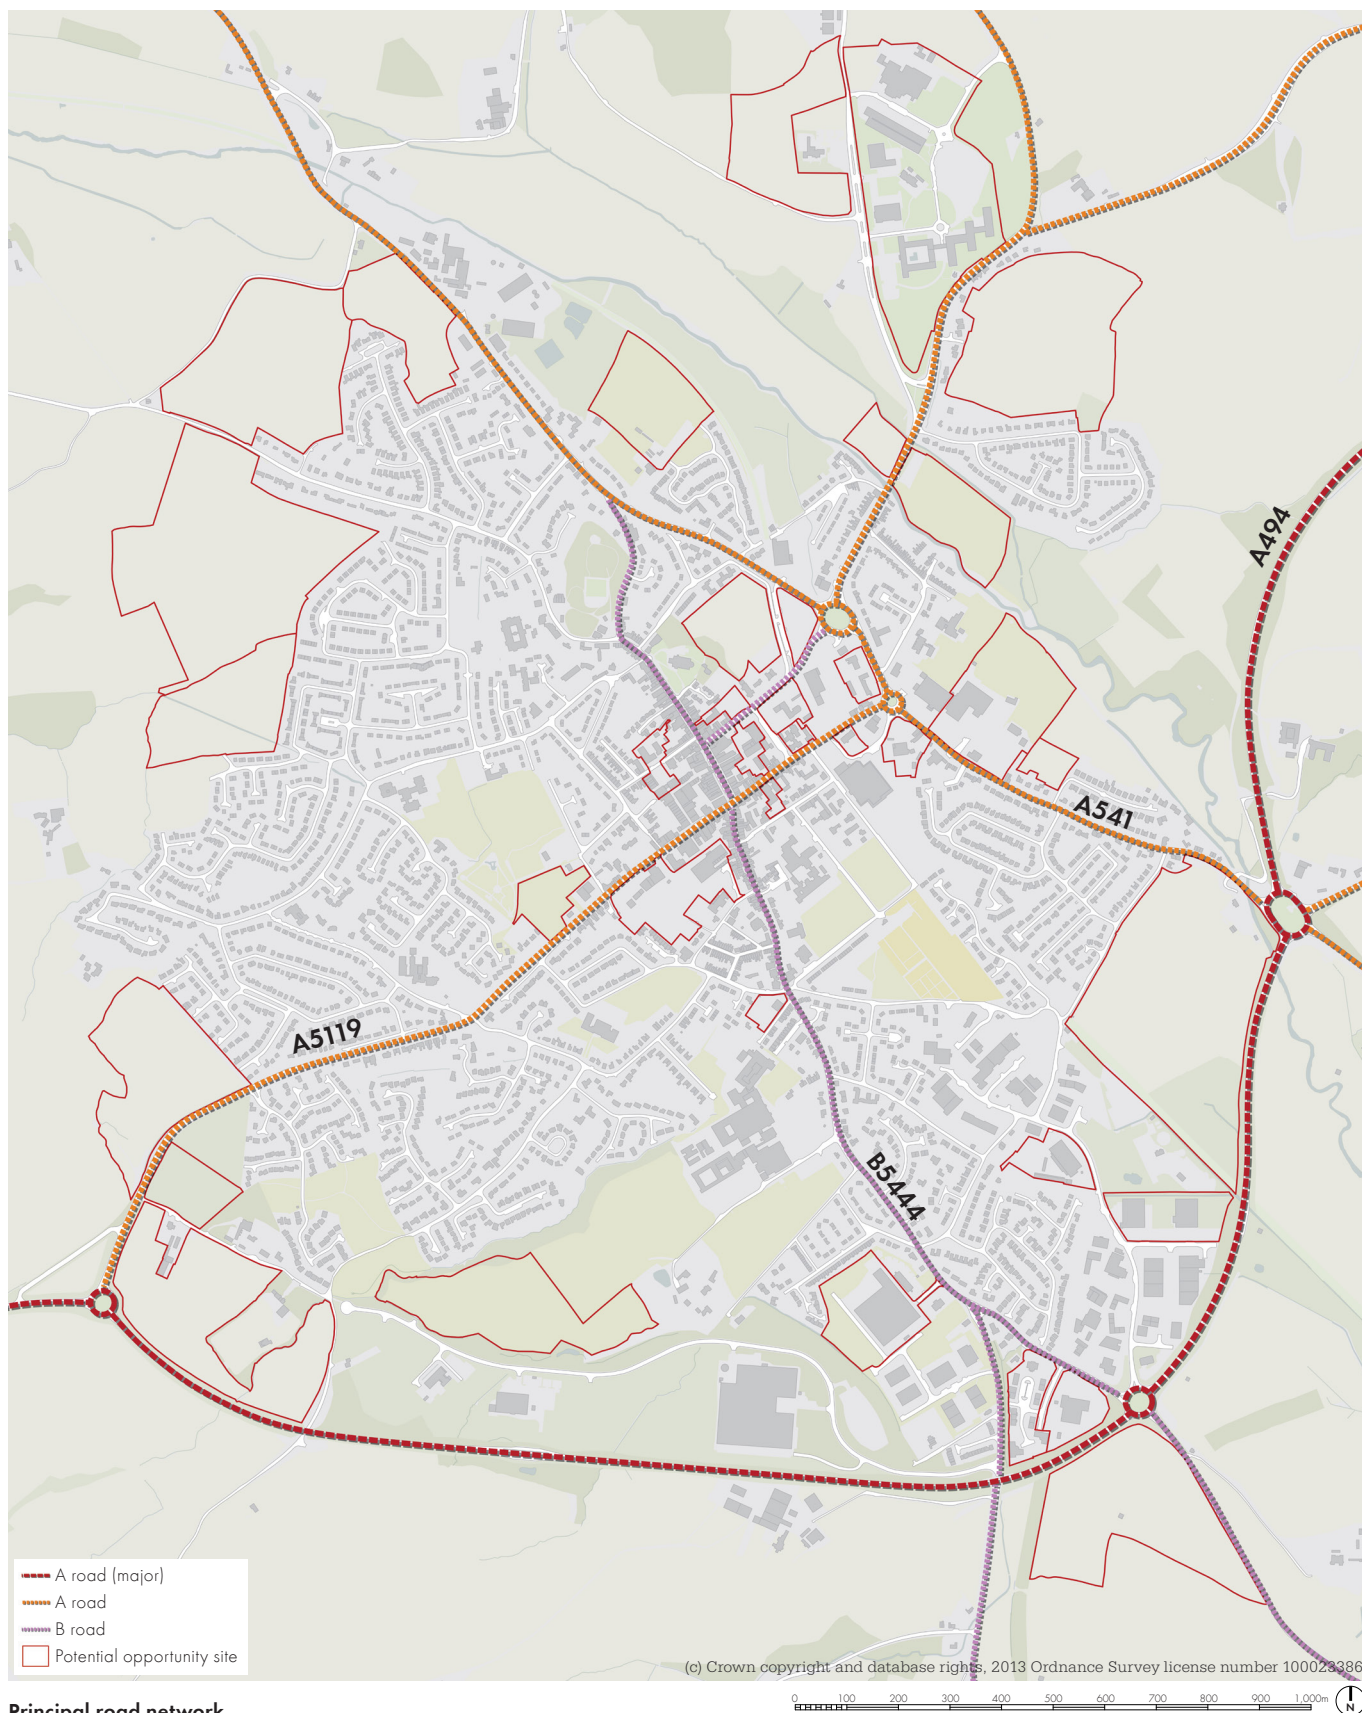 A494
A541
A5119
B5444
A road (major)
A road
B road
Potential opportunity site
(c) Crown copyright and database rights, 2013 Ordnance Survey license number 100023386
0 100 200 300 400 500 600 700 800 900 1,000m
N
Principal road network